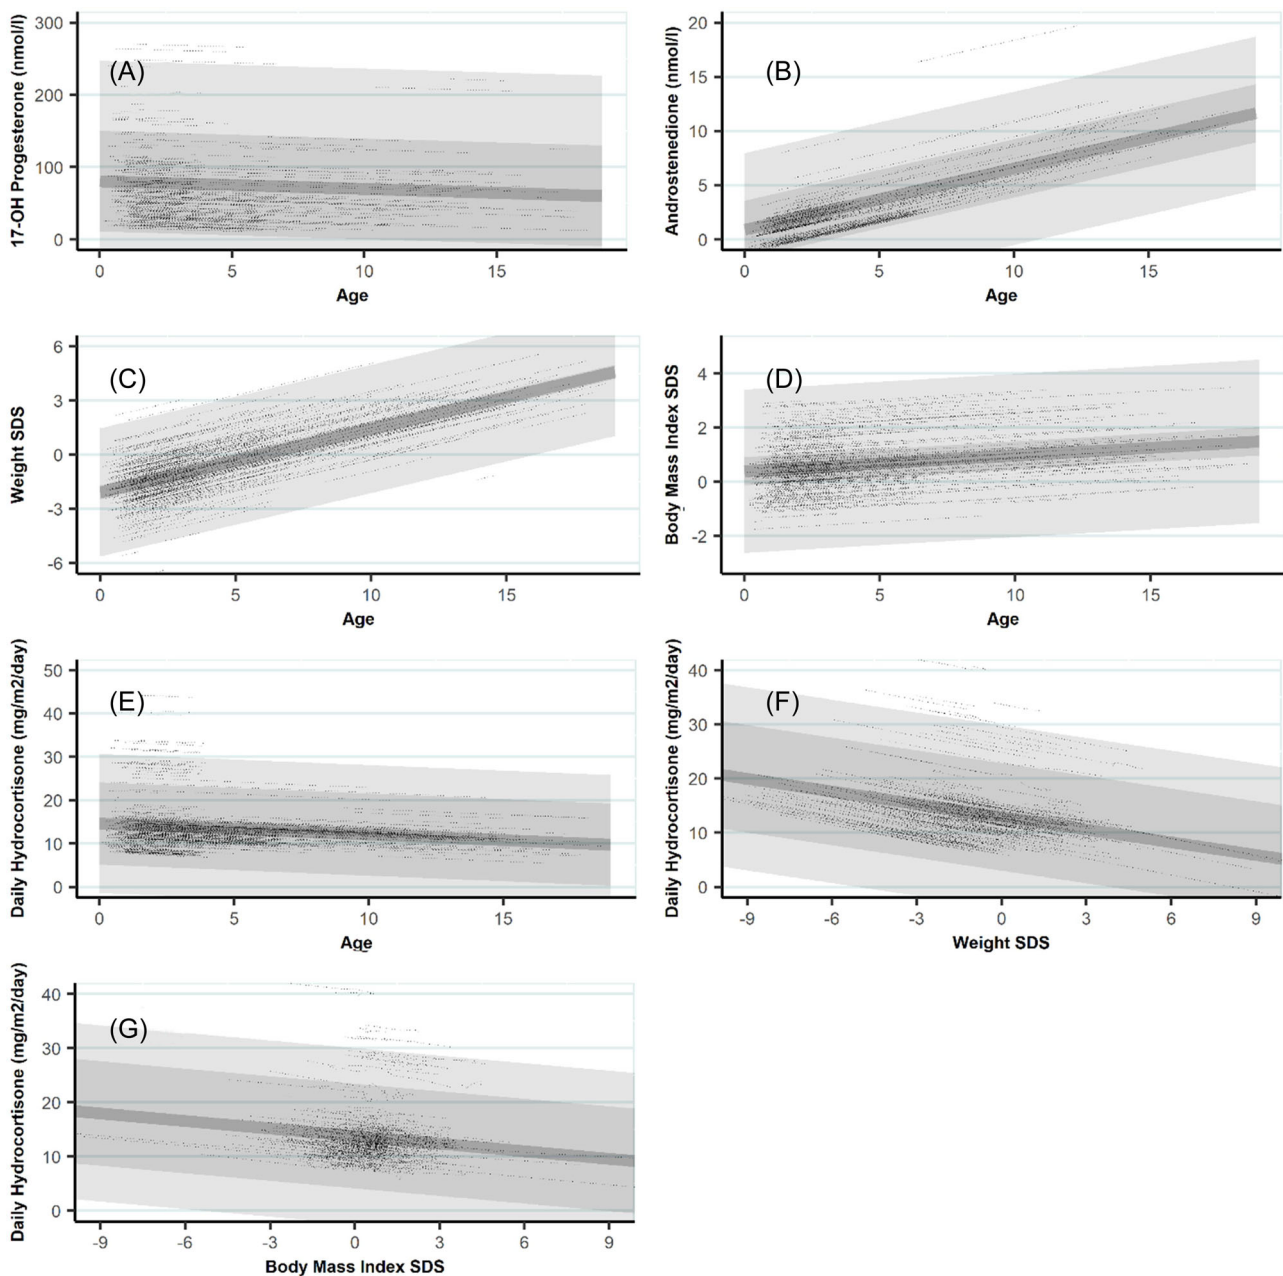 17-OH Progesterone (nmol/l)
300
200
100
0
(A)
0 5 10 15
Age
Androstenedione (nmol/l)
20
15
10
5
0
(B)
0 5 10 15
Age
Weight SDS
6
3
0
-3
-6
(C)
0 5 10 15
Age
Body Mass Index SDS
4
2
0
-2
(D)
0 5 10 15
Age
Daily Hydrocortisone (mg/m2/day)
50
40
30
20
10
0
(E)
0 5 10 15
Age
Daily Hydrocortisone (mg/m2/day)
40
30
20
10
0
(F)
-9 -6 -3 0 3 6 9
Weight SDS
Daily Hydrocortisone (mg/m2/day)
40
30
20
10
0
(G)
-9 -6 -3 0 3 6 9
Body Mass Index SDS